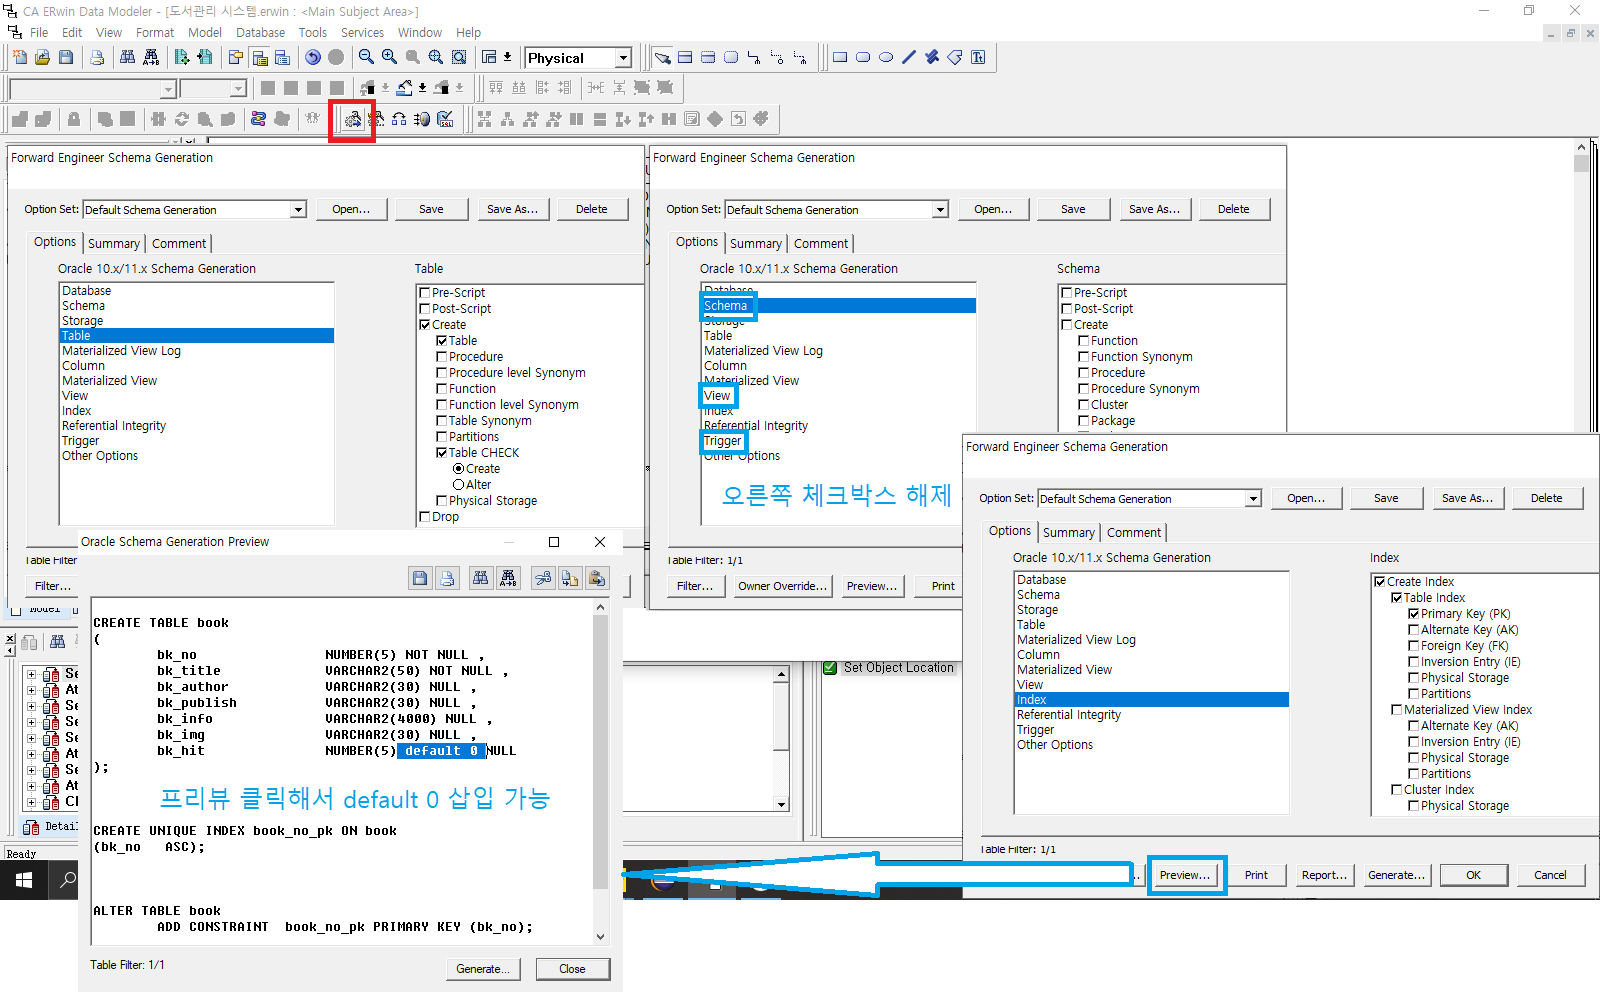 CA ERwin Data Modeler - [도서관리 시스템.erwin : <Main Subject Area>]
File Edit View Format Model Database Tools Services Window Help
Physical
Forward Engineer Schema Generation
Option Set: Default Schema Generation Open... Save Save As... Delete
Options Summary Comment
Oracle 10.x/11.x Schema Generation
Database
Schema
Storage
Table
Materialized View Log
Column
Materialized View
View
Index
Referential Integrity
Trigger
Other Options
Table
Pre-Script
Post-Script
Create
Table
Procedure
Procedure level Synonym
Function
Function level Synonym
Table Synonym
Partitions
Table CHECK
Create
Alter
Physical Storage
Drop
Table Filter
Filter...
Forward Engineer Schema Generation
Option Set: Default Schema Generation Open... Save Save As... Delete
Options Summary Comment
Oracle 10.x/11.x Schema Generation
Database
Schema
Storage
Table
Materialized View Log
Column
Materialized View
View
Index
Referential Integrity
Trigger
Other Options
오른쪽 체크박스 해제
Schema
Pre-Script
Post-Script
Create
Function
Function Synonym
Procedure
Procedure Synonym
Cluster
Package
Table Filter: 1/1
Filter... Owner Override... Preview... Print
Forward Engineer Schema Generation
Option Set: Default Schema Generation Open... Save Save As... Delete
Options Summary Comment
Oracle 10.x/11.x Schema Generation
Database
Schema
Storage
Table
Materialized View Log
Column
Materialized View
View
Index
Referential Integrity
Trigger
Other Options
Index
Create Index
Table Index
Primary Key (PK)
Alternate Key (AK)
Foreign Key (FK)
Inversion Entry (IE)
Physical Storage
Partitions
Materialized View Index
Alternate Key (AK)
Inversion Entry (IE)
Physical Storage
Partitions
Cluster Index
Physical Storage
Table Filter: 1/1
Preview... Print Report... Generate... OK Cancel
Oracle Schema Generation Preview
CREATE TABLE book
(
bk_no NUMBER(5) NOT NULL ,
bk_title VARCHAR2(50) NOT NULL ,
bk_author VARCHAR2(30) NULL ,
bk_publish VARCHAR2(30) NULL ,
bk_info VARCHAR2(4000) NULL ,
bk_img VARCHAR2(30) NULL ,
bk_hit NUMBER(5) default 0 NULL
);
프리뷰 클릭해서 default 0 삽입 가능
CREATE UNIQUE INDEX book_no_pk ON book
(bk_no ASC);
ALTER TABLE book
ADD CONSTRAINT book_no_pk PRIMARY KEY (bk_no);
Table Filter: 1/1
Generate... Close
Model
Set Object Location
Se
At
Se
Se
Se
At
Se
At
Cl
Detail
Ready